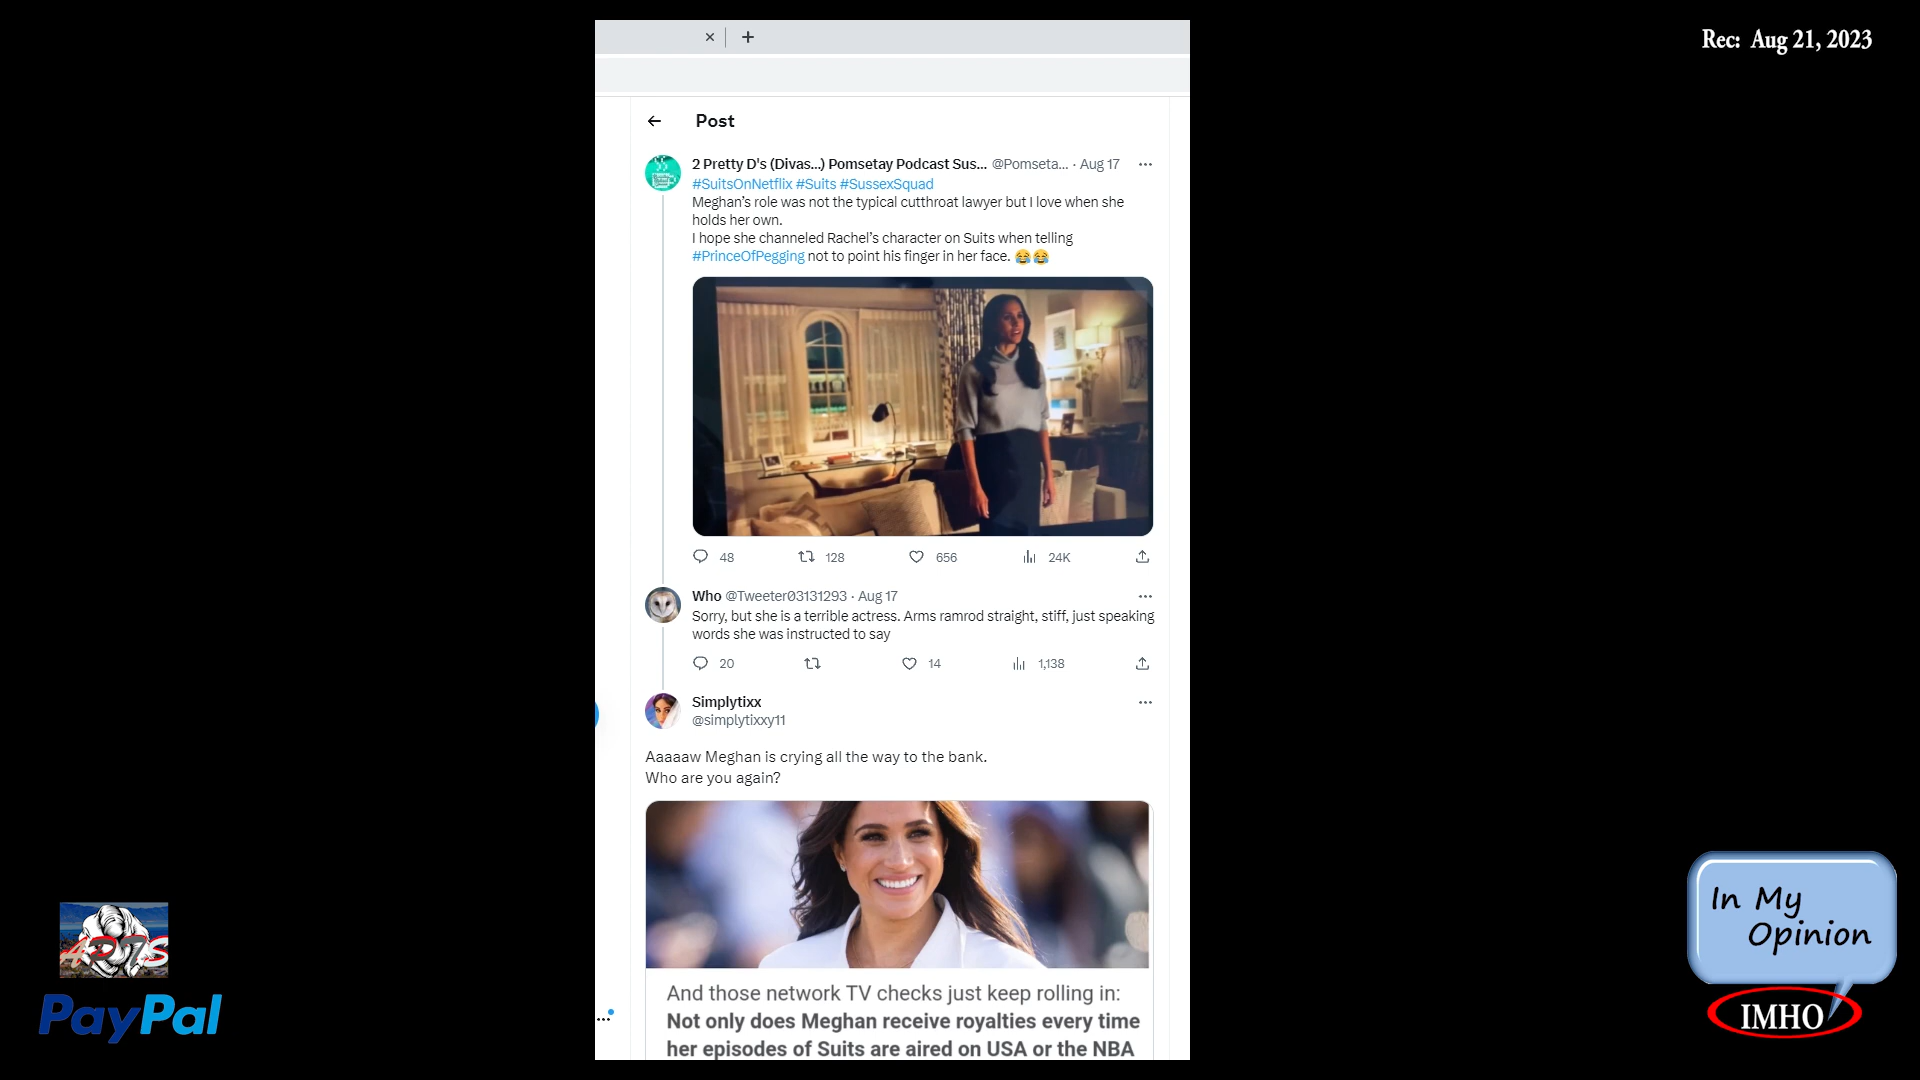 Rec: Aug 21, 2023
Post
2 Pretty D's (Divas...) Pomsetay Podcast Sus... @Pomseta... · Aug 17
#SuitsOnNetflix #Suits #SussexSquad
Meghan’s role was not the typical cutthroat lawyer but I love when she
holds her own.
I hope she channeled Rachel’s character on Suits when telling
#PrinceOfPegging not to point his finger in her face. 😂😂
48 128 656 24K
Who @Tweeter03131293 · Aug 17
Sorry, but she is a terrible actress. Arms ramrod straight, stiff, just speaking
words she was instructed to say
20 14 1,138
Simplytixx
@simplytixxy11
Aaaaaw Meghan is crying all the way to the bank.
Who are you again?
And those network TV checks just keep rolling in:
Not only does Meghan receive royalties every time
her episodes of Suits are aired on USA or the NBA
PayPal
In My
Opinion
IMHO